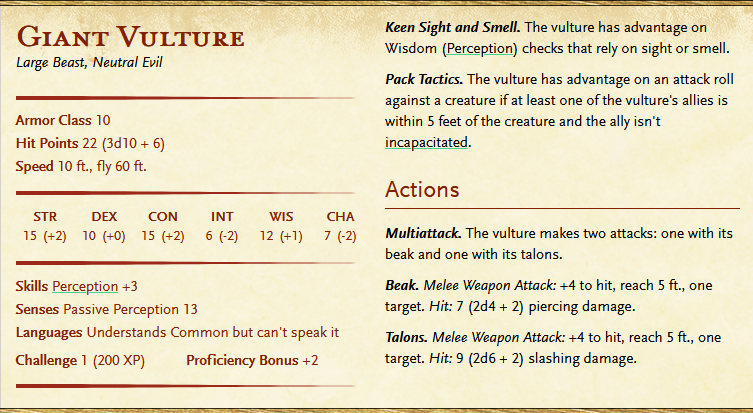 Giant Vulture
Large Beast, Neutral Evil
Armor Class 10
Hit Points 22 (3d10 + 6)
Speed 10 ft., fly 60 ft.
STR DEX CON INT WIS CHA
15 (+2) 10 (+0) 15 (+2) 6 (-2) 12 (+1) 7 (-2)
Skills Perception +3
Senses Passive Perception 13
Languages Understands Common but can't speak it
Challenge 1 (200 XP) Proficiency Bonus +2
Keen Sight and Smell. The vulture has advantage on
Wisdom (Perception) checks that rely on sight or smell.
Pack Tactics. The vulture has advantage on an attack roll
against a creature if at least one of the vulture's allies is
within 5 feet of the creature and the ally isn't
incapacitated.
Actions
Multiattack. The vulture makes two attacks: one with its
beak and one with its talons.
Beak. Melee Weapon Attack: +4 to hit, reach 5 ft., one
target. Hit: 7 (2d4 + 2) piercing damage.
Talons. Melee Weapon Attack: +4 to hit, reach 5 ft., one
target. Hit: 9 (2d6 + 2) slashing damage.